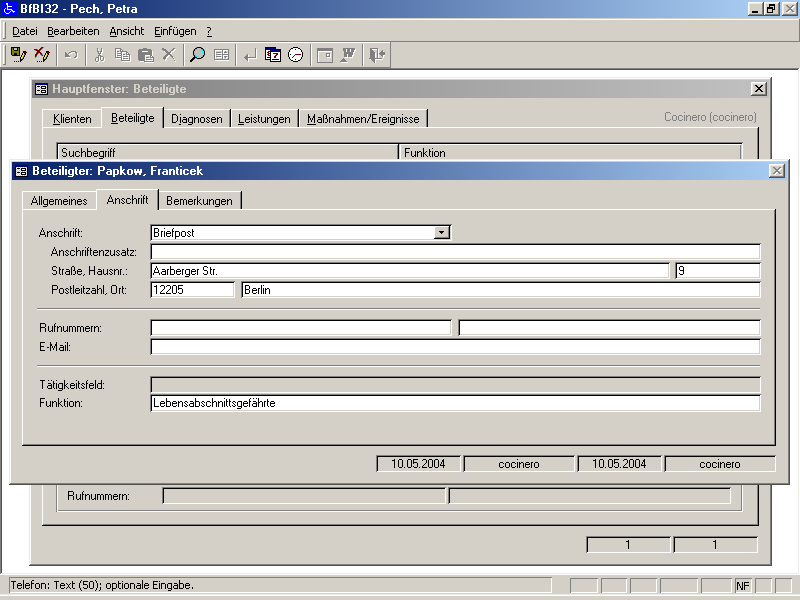 BfBI32 - Pech, Petra
Datei Bearbeiten Ansicht Einfügen ?
Hauptfenster: Beteiligte
Klienten Beteiligte Diagnosen Leistungen Maßnahmen/Ereignisse Cocinero (cocinero)
Suchbegriff Funktion
Beteiligter: Papkow, Franticek
Allgemeines Anschrift Bemerkungen
Anschrift: Briefpost
Anschriftenzusatz:
Straße, Hausnr.: Aarberger Str. 9
Postleitzahl, Ort: 12205 Berlin
Rufnummern:
E-Mail:
Tätigkeitsfeld:
Funktion: Lebensabschnittsgefährte
10.05.2004 cocinero 10.05.2004 cocinero
Rufnummern:
1 1
Telefon: Text (50); optionale Eingabe. NF